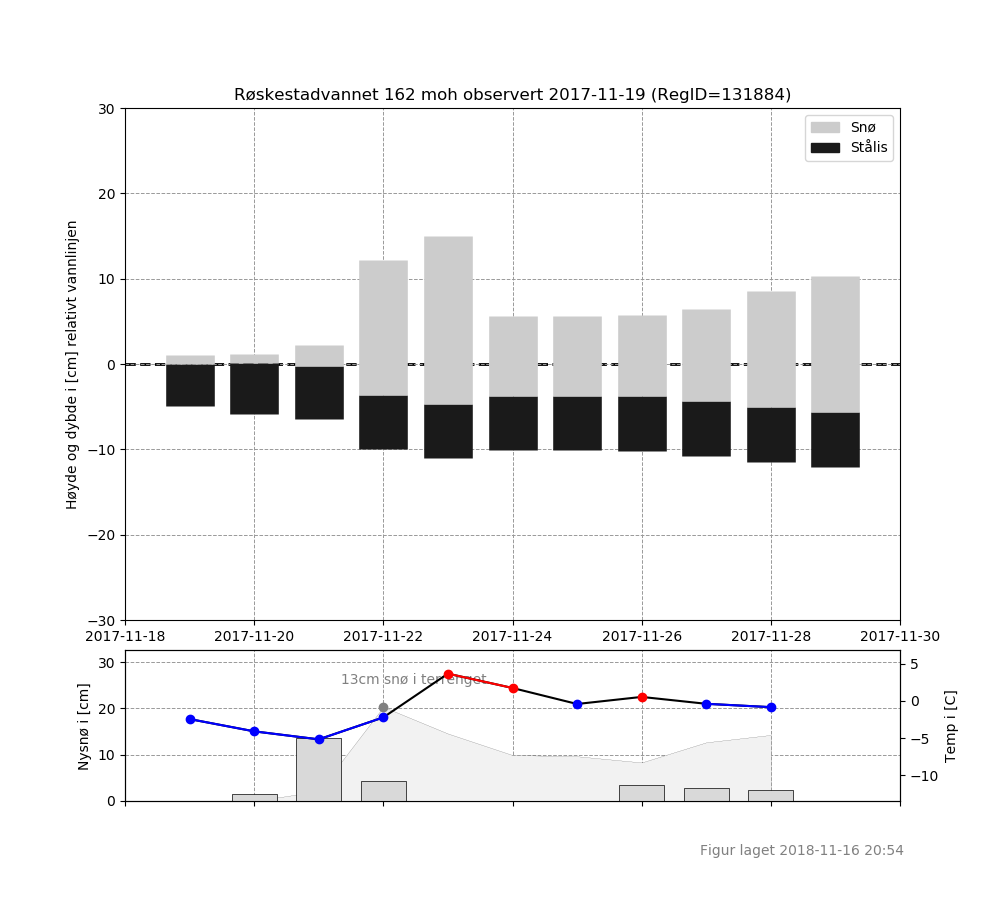 Røskestadvannet 162 moh observert 2017-11-19 (RegID=131884)
Snø
Stålis
Høyde og dybde i [cm] relativt vannlinjen
30
20
10
0
−10
−20
−30
2017-11-18 2017-11-20 2017-11-22 2017-11-24 2017-11-26 2017-11-28 2017-11-30
Nysnø i [cm]
30
20
10
0
13cm snø i terrenget
5
0
−5
−10
Temp i [C]
Figur laget 2018-11-16 20:54